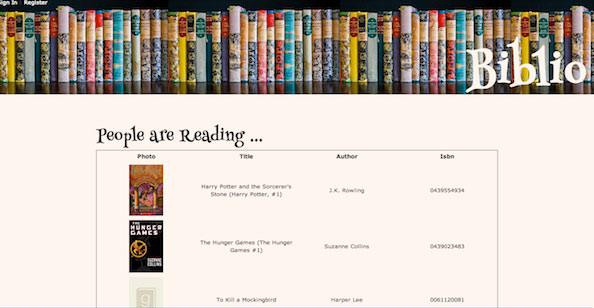 Sign In Register
Biblio
People are Reading ...
Photo Title Author Isbn
Harry Potter and the Sorcerer's
Stone (Harry Potter, #1) J.K. Rowling 0439554934
THE
HUNGER
GAMES
SUZANNE
COLLINS
The Hunger Games (The Hunger
Games #1) Suzanne Collins 0439023483
g
To Kill a Mockingbird Harper Lee 0061120081